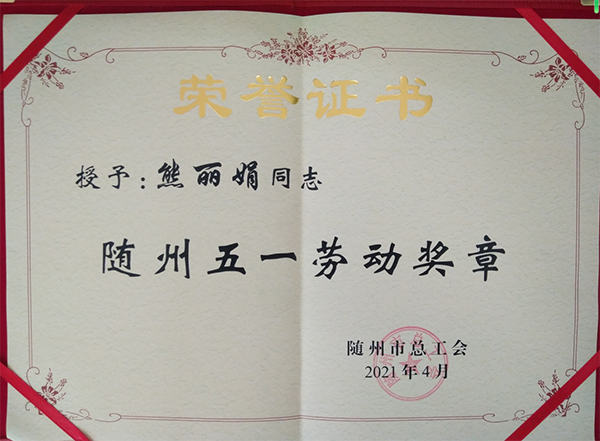 荣誉证书
授予：熊丽娟同志
随州五一劳动奖章
随州市总工会
2021年4月